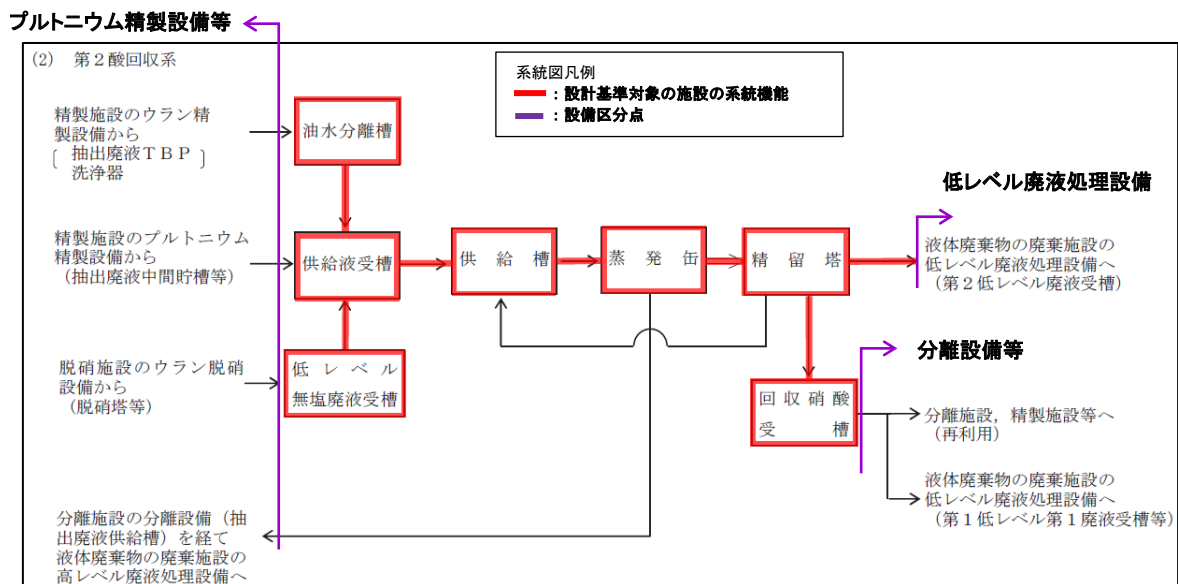 プルトニウム精製設備等
(2) 第2酸回収系
系統図凡例
：設計基準対象の施設の系統機能
：設備区分点
精製施設のウラン精
製設備から
〔 抽出廃液TBP 〕
洗浄器
油水分離槽
精製施設のプルトニウム
精製設備から
（抽出廃液中間貯槽等）
供給液受槽
供給槽
蒸発缶
精留塔
低レベル廃液処理設備
液体廃棄物の廃棄施設の
低レベル廃液処理設備へ
（第2低レベル廃液受槽）
脱硝施設のウラン脱硝
設備から
（脱硝塔等）
低レベル
無塩廃液受槽
分離設備等
回収硝酸
受槽
分離施設，精製施設等へ
（再利用）
液体廃棄物の廃棄施設の
低レベル廃液処理設備へ
（第1低レベル第1廃液受槽等）
分離施設の分離設備（抽
出廃液供給槽）を経て
液体廃棄物の廃棄施設の
高レベル廃液処理設備へ